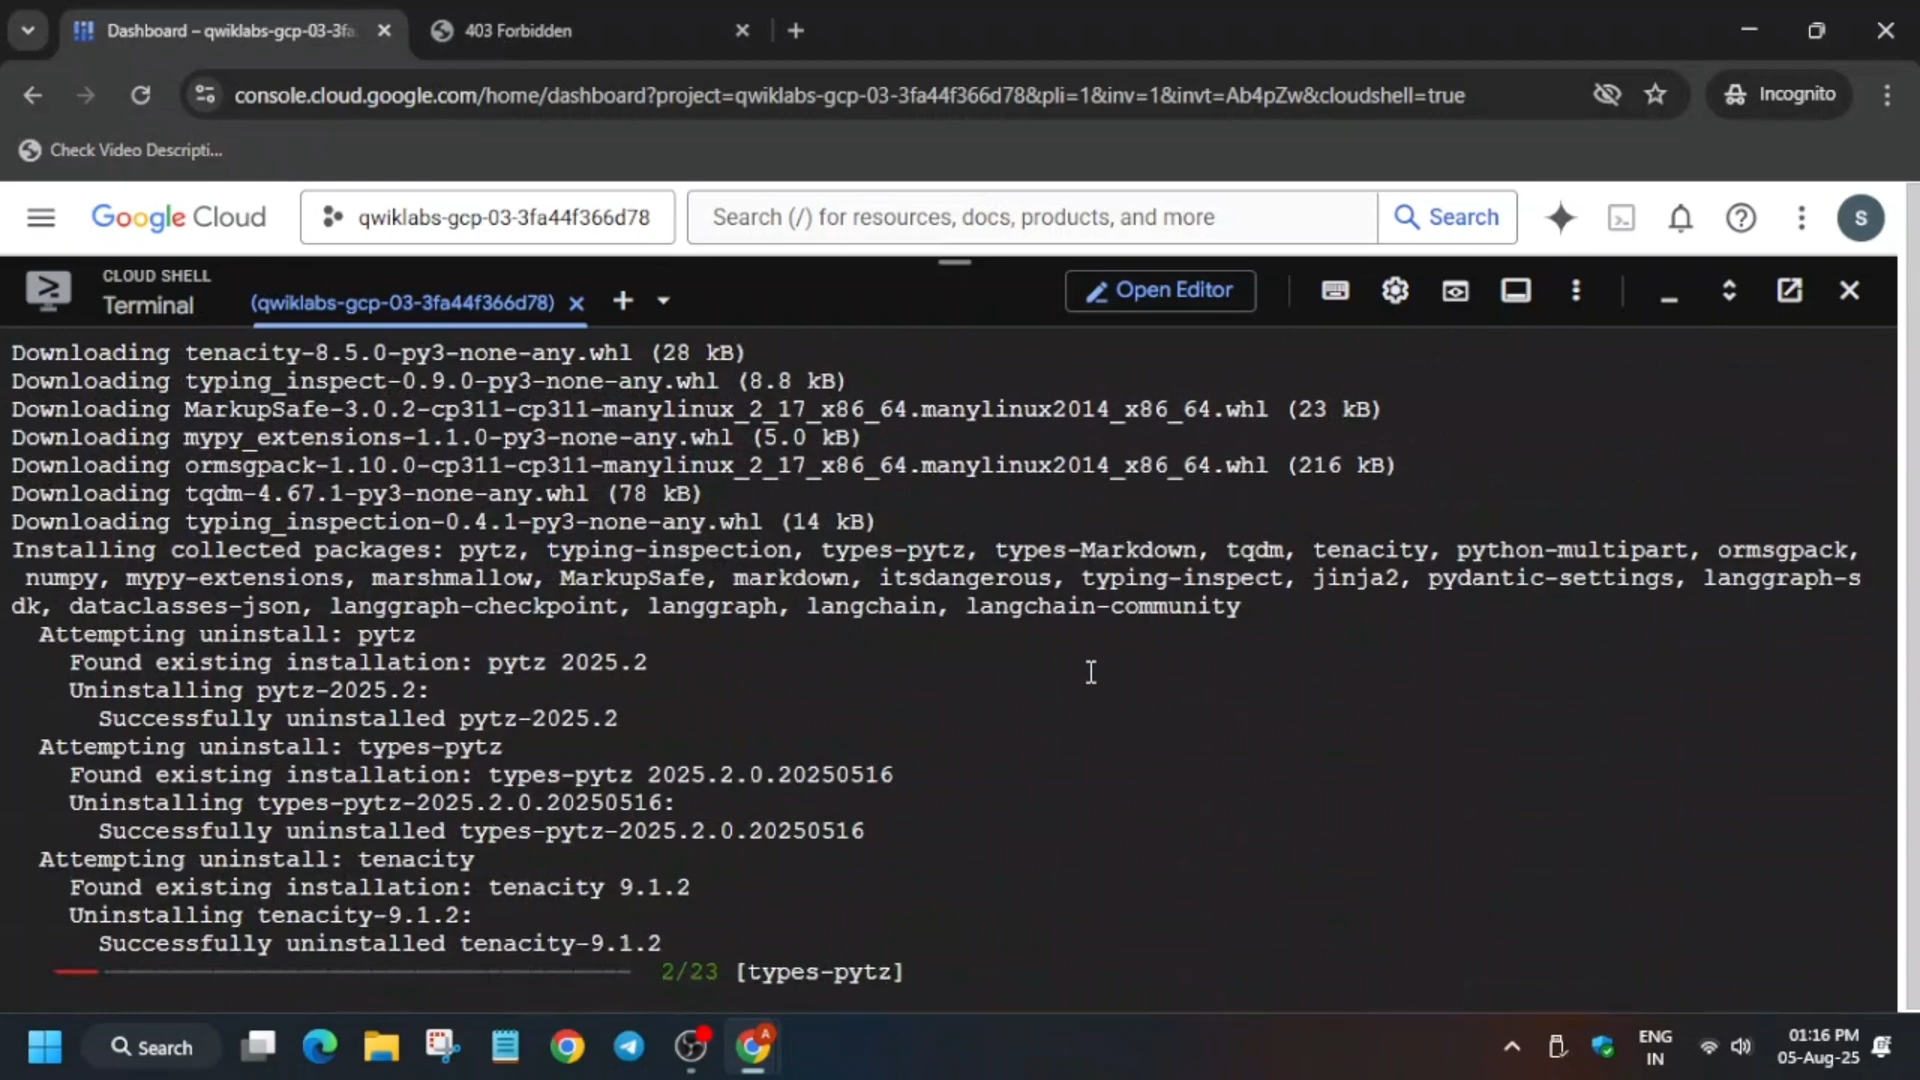 Dashboard – qwiklabs-gcp-03-3fa
403 Forbidden
console.cloud.google.com/home/dashboard?project=qwiklabs-gcp-03-3fa44f366d78&pli=1&inv=1&invt=Ab4pZw&cloudshell=true
Incognito
Check Video Descripti...
Google Cloud
qwiklabs-gcp-03-3fa44f366d78
Search (/) for resources, docs, products, and more
Search
S
CLOUD SHELL
Terminal
(qwiklabs-gcp-03-3fa44f366d78)
Open Editor
Downloading tenacity-8.5.0-py3-none-any.whl (28 kB)
Downloading typing_inspect-0.9.0-py3-none-any.whl (8.8 kB)
Downloading MarkupSafe-3.0.2-cp311-cp311-manylinux_2_17_x86_64.manylinux2014_x86_64.whl (23 kB)
Downloading mypy_extensions-1.1.0-py3-none-any.whl (5.0 kB)
Downloading ormsgpack-1.10.0-cp311-cp311-manylinux_2_17_x86_64.manylinux2014_x86_64.whl (216 kB)
Downloading tqdm-4.67.1-py3-none-any.whl (78 kB)
Downloading typing_inspection-0.4.1-py3-none-any.whl (14 kB)
Installing collected packages: pytz, typing-inspection, types-pytz, types-Markdown, tqdm, tenacity, python-multipart, ormsgpack,
numpy, mypy-extensions, marshmallow, MarkupSafe, markdown, itsdangerous, typing-inspect, jinja2, pydantic-settings, langgraph-s
dk, dataclasses-json, langgraph-checkpoint, langgraph, langchain, langchain-community
Attempting uninstall: pytz
Found existing installation: pytz 2025.2
Uninstalling pytz-2025.2:
Successfully uninstalled pytz-2025.2
Attempting uninstall: types-pytz
Found existing installation: types-pytz 2025.2.0.20250516
Uninstalling types-pytz-2025.2.0.20250516:
Successfully uninstalled types-pytz-2025.2.0.20250516
Attempting uninstall: tenacity
Found existing installation: tenacity 9.1.2
Uninstalling tenacity-9.1.2:
Successfully uninstalled tenacity-9.1.2
2/23 [types-pytz]
Search
A
ENG
IN
01:16 PM
05-Aug-25